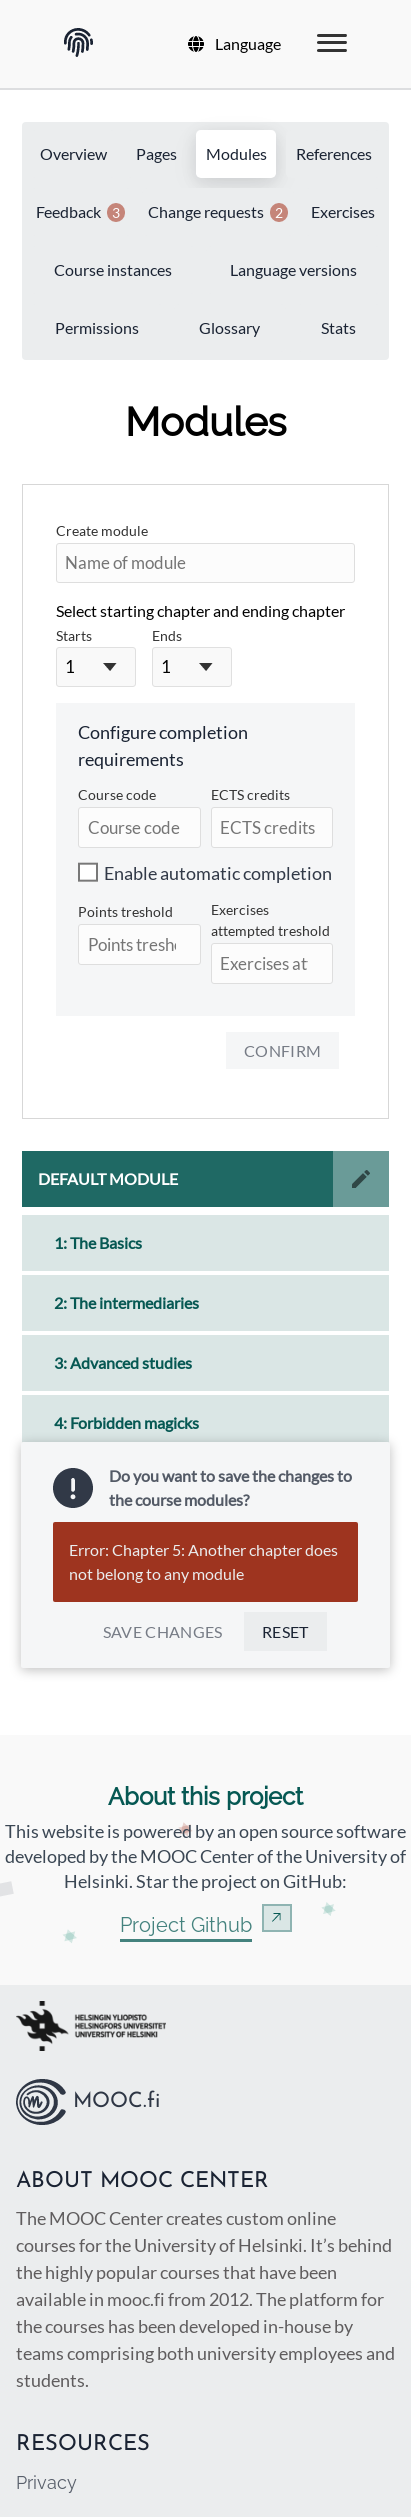 Language
Overview Pages Modules References
Feedback 3 Change requests 2 Exercises
Course instances Language versions
Permissions Glossary Stats
Modules
Create module
Name of module
Select starting chapter and ending chapter
Starts Ends
1 1
Configure completion
requirements
Course code ECTS credits
Course code ECTS credits
Enable automatic completion
Points treshold Exercises
attempted treshold
Points tresho Exercises at
CONFIRM
DEFAULT MODULE
1: The Basics
2: The intermediaries
3: Advanced studies
4: Forbidden magicks
Do you want to save the changes to
the course modules?
Error: Chapter 5: Another chapter does
not belong to any module
SAVE CHANGES RESET
About this project
This website is powered by an open source software
developed by the MOOC Center of the University of
Helsinki. Star the project on GitHub:
Project Github
HELSINGIN YLIOPISTO
HELSINGFORS UNIVERSITET
UNIVERSITY OF HELSINKI
MOOC.fi
ABOUT MOOC CENTER
The MOOC Center creates custom online
courses for the University of Helsinki. It's behind
the highly popular courses that have been
available in mooc.fi from 2012. The platform for
the courses has been developed in-house by
teams comprising both university employees and
students.
RESOURCES
Privacy